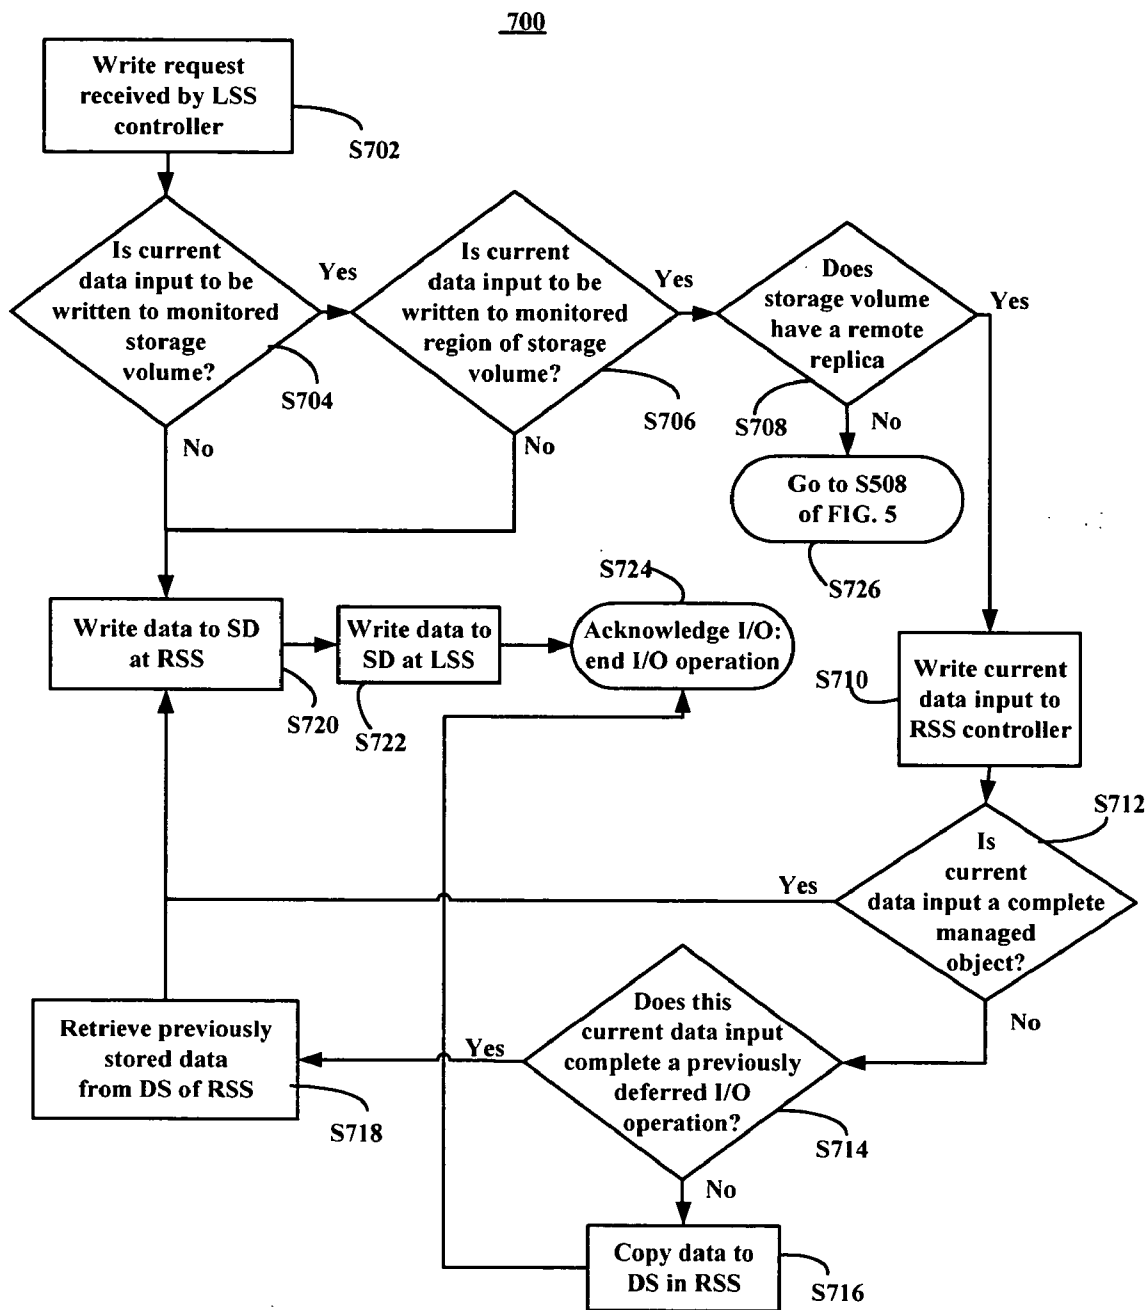 700
Write request
received by LSS
controller
S702
Is current
data input to be
written to monitored
storage
volume?
S704
Yes
No
Is current
data input to be
written to monitored
region of storage
volume?
S706
Yes
No
Does
storage volume
have a remote
replica
S708
Yes
No
Go to S508
of FIG. 5
S726
Write data to SD
at RSS
S720
Write data to
SD at LSS
S722
S724
Acknowledge I/O:
end I/O operation
S710
Write current
data input to
RSS controller
S712
Is
current
data input a complete
managed
object?
Yes
No
Does this
current data input
complete a previously
deferred I/O
operation?
S714
Yes
No
Retrieve previously
stored data
from DS of RSS
S718
Copy data to
DS in RSS
S716